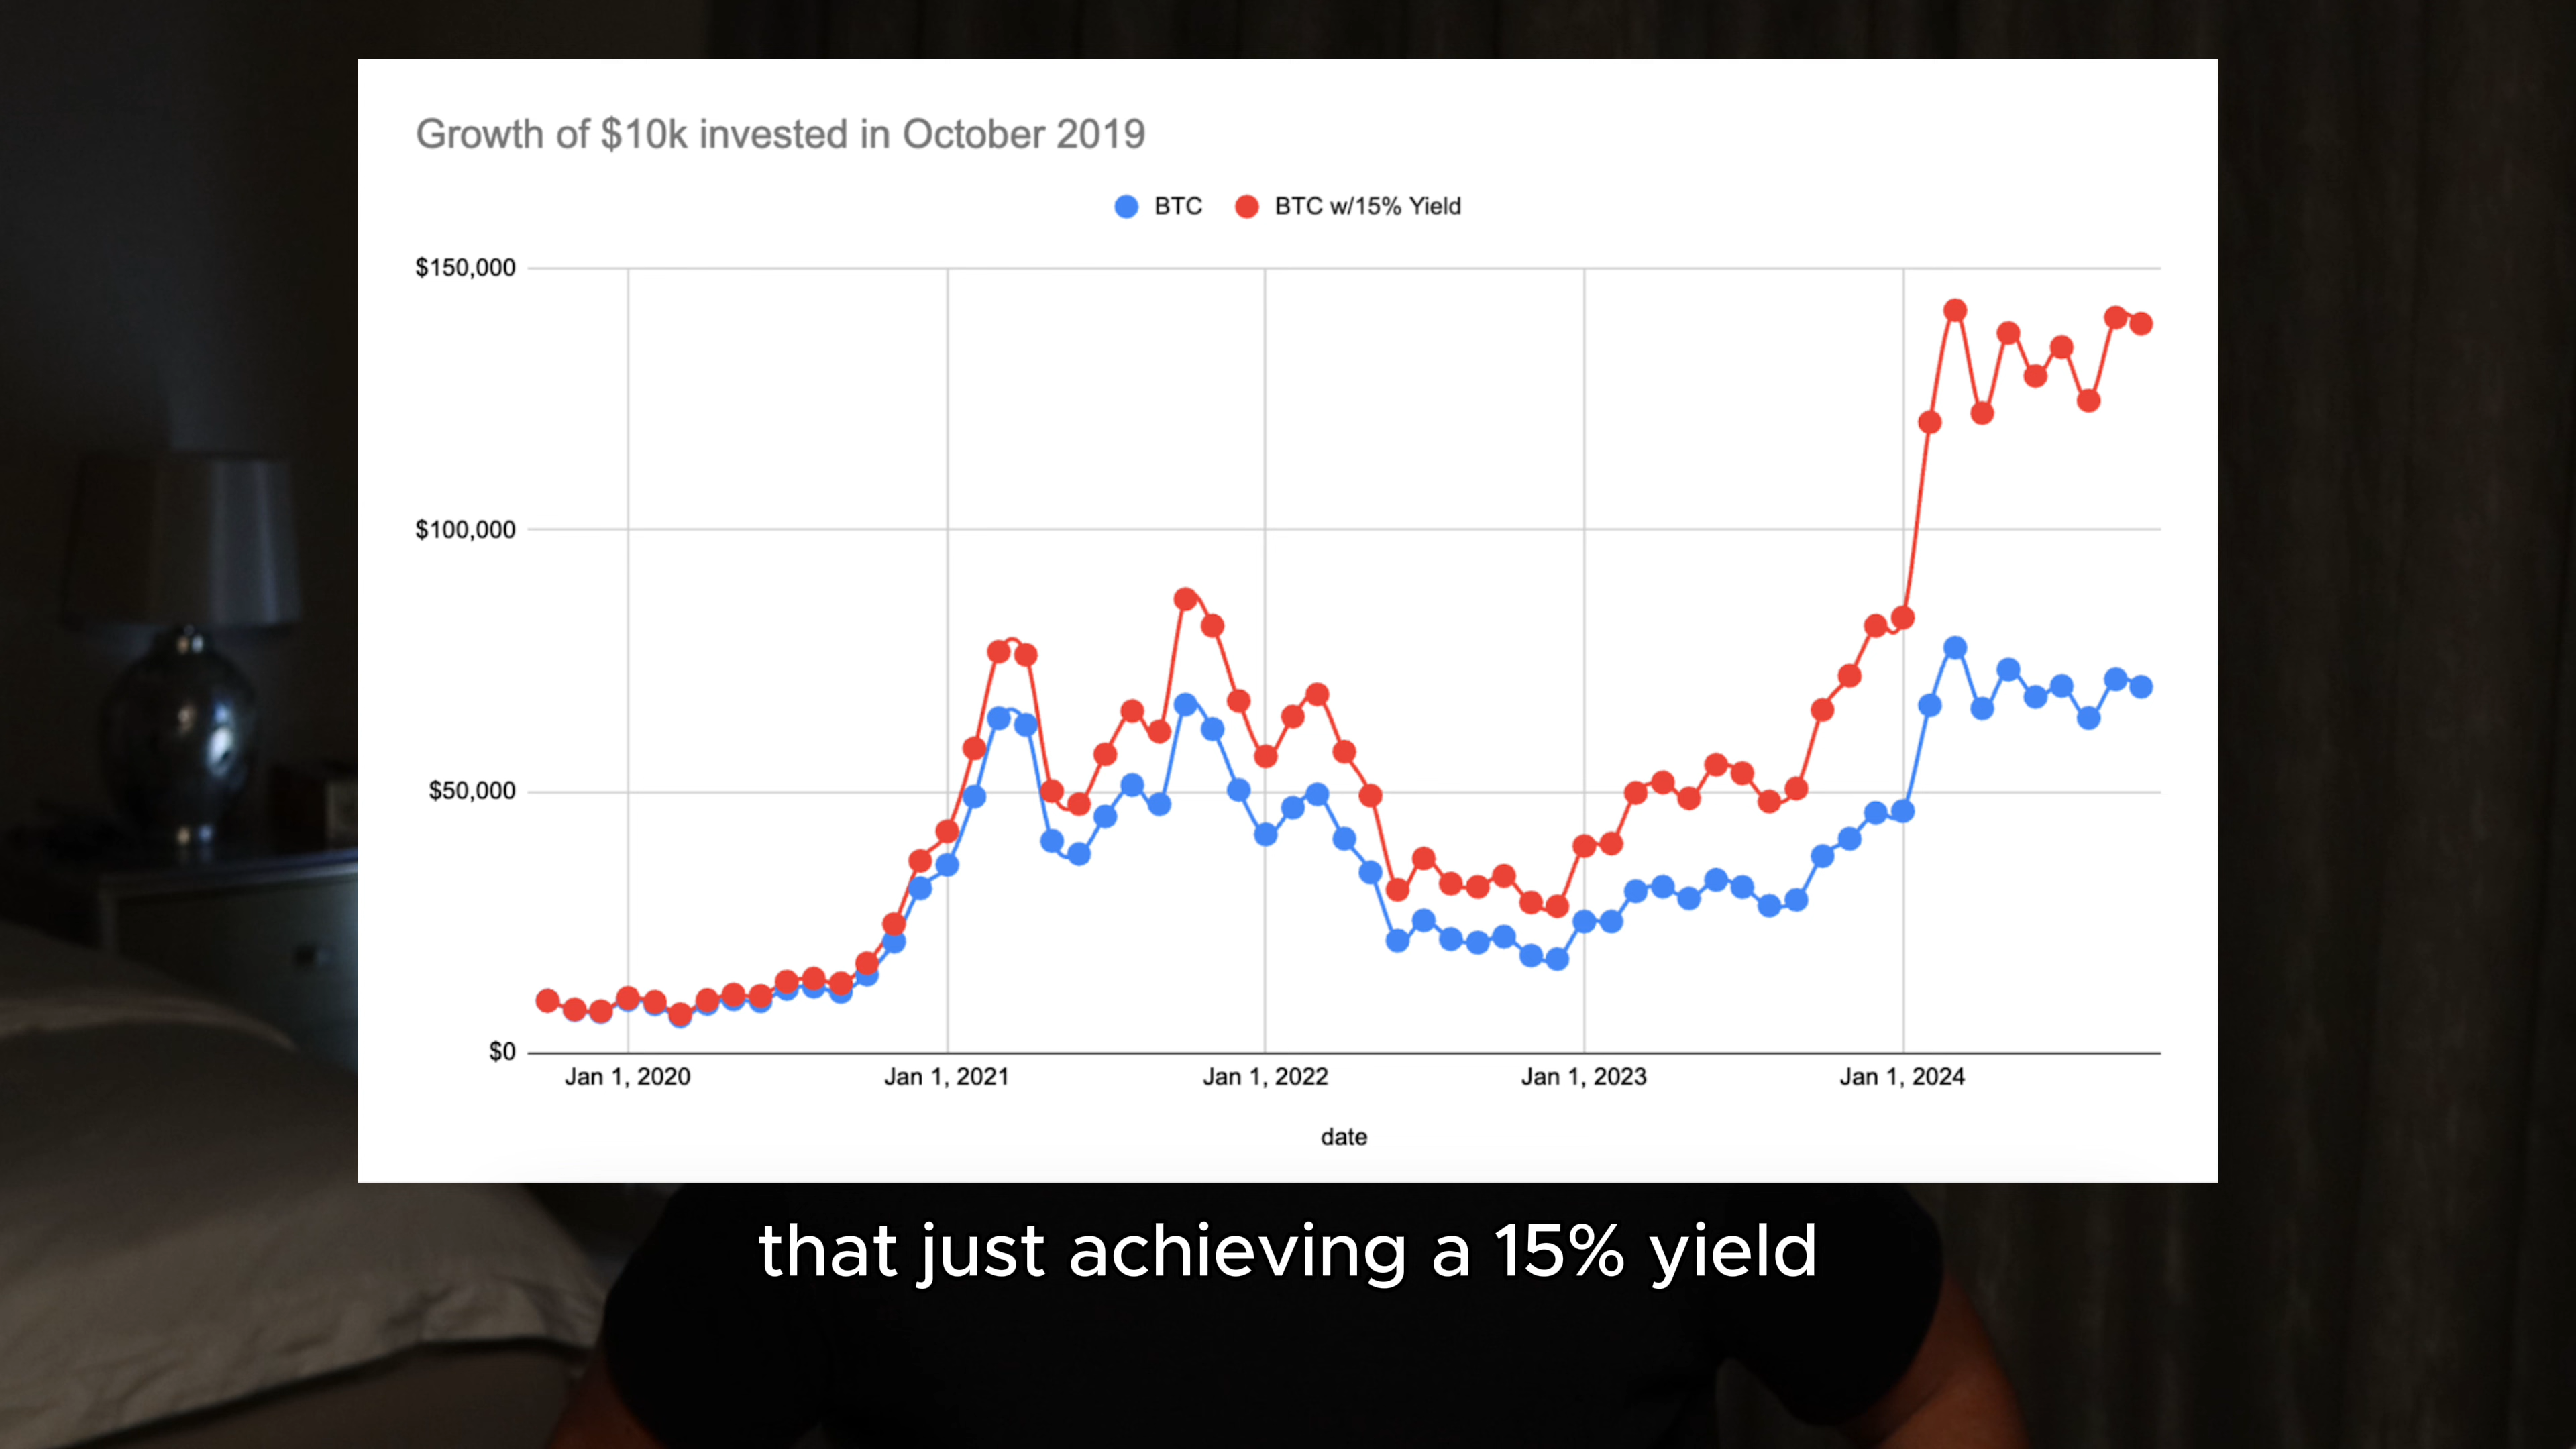 Growth of $10k invested in October 2019
BTC BTC w/15% Yield
$150,000
$100,000
$50,000
$0
Jan 1, 2020 Jan 1, 2021 Jan 1, 2022 Jan 1, 2023 Jan 1, 2024
date
that just achieving a 15% yield